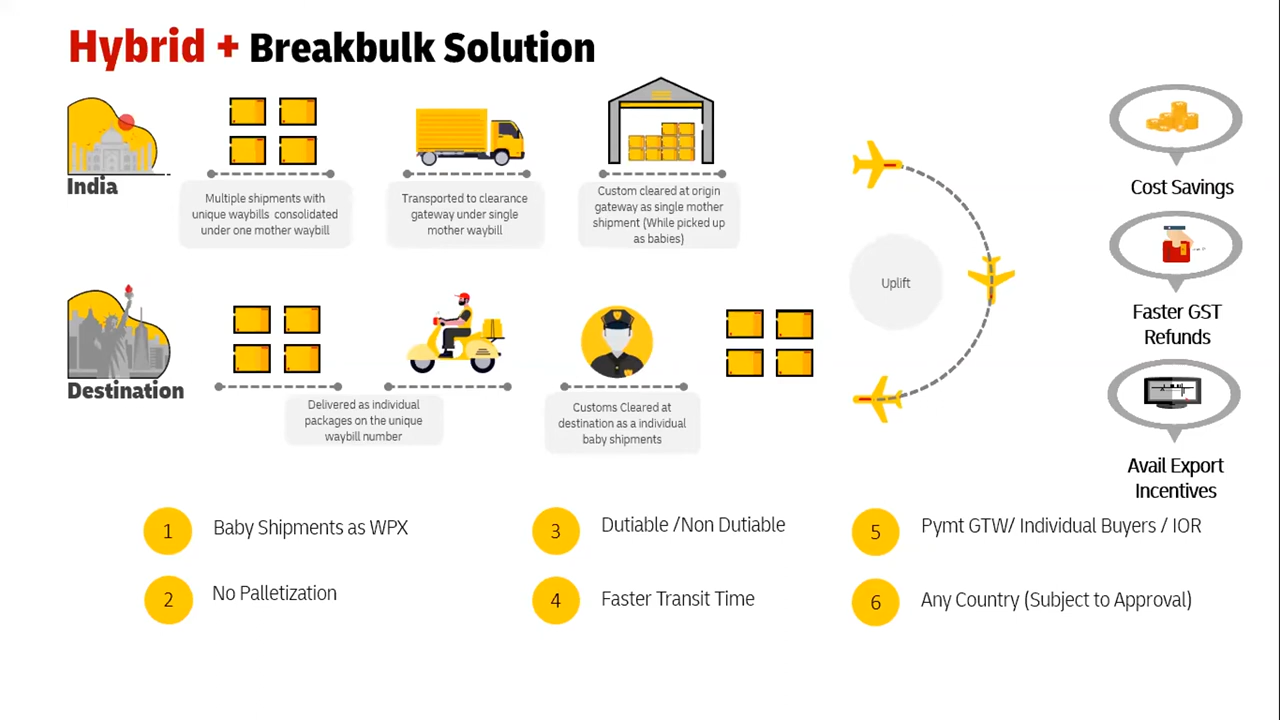 Hybrid + Breakbulk Solution
India
Multiple shipments with
unique waybills consolidated
under one mother waybill
Transported to clearance
gateway under single
mother waybill
Custom cleared at origin
gateway as single mother
shipment (While picked up
as babies)
Uplift
Cost Savings
Faster GST
Refunds
Avail Export
Incentives
Destination
Delivered as individual
packages on the unique
waybill number
Customs Cleared at
destination as a individual
baby shipments
1 Baby Shipments as WPX
2 No Palletization
3 Dutiable /Non Dutiable
4 Faster Transit Time
5 Pymt GTW/ Individual Buyers / IOR
6 Any Country (Subject to Approval)